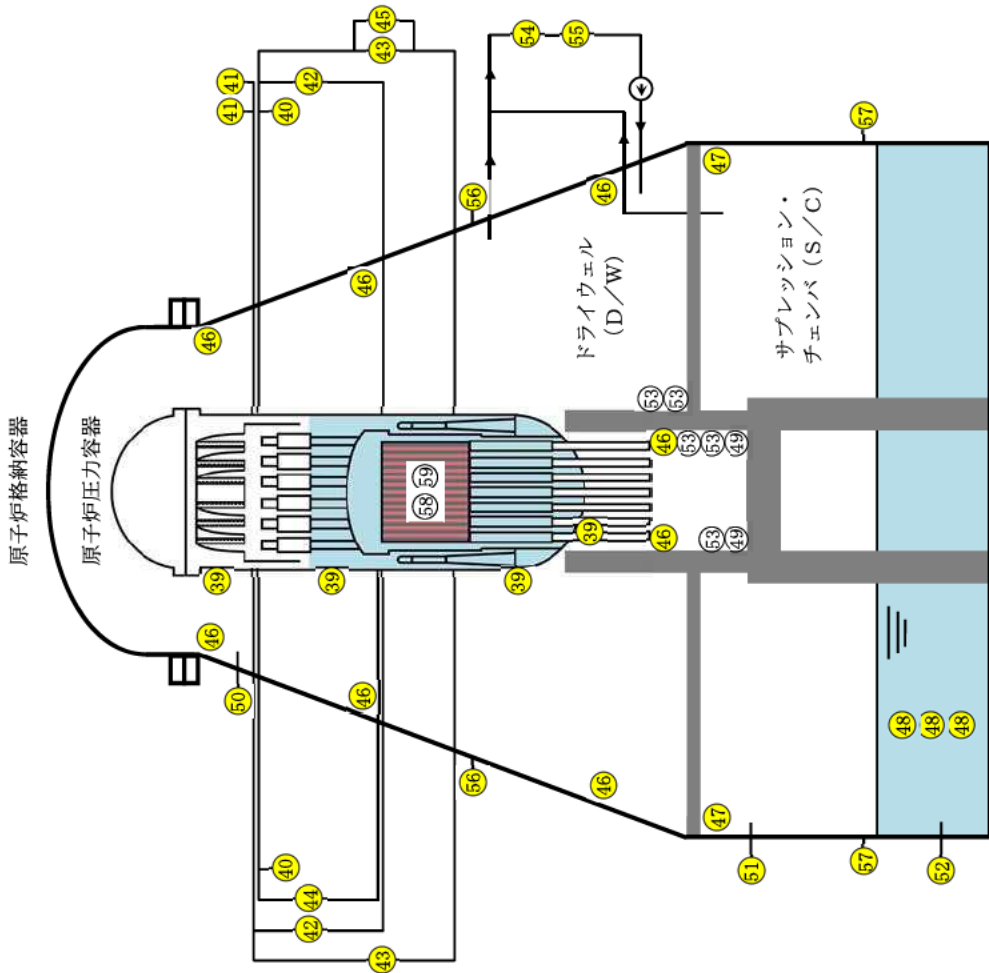 原子炉格納容器
原子炉圧力容器
㊺
㊸
㊶ ㊷
㊶ ㊵
54 55
57
56 ㊻ ㊼
㊻
㊻
ドライウェル
(D/W)
サプレッション・
チェンバ (S/C)
53 53
㊻ 53 53 ㊾
58 59
㊴
㊻ 53 ㊾
㊴ ㊴ ㊴
㊻
㊿ ㊻
㊽ ㊽ ㊽
56 ㊻
㊼
㊵
51 57 52
㊹
㊷
㊸